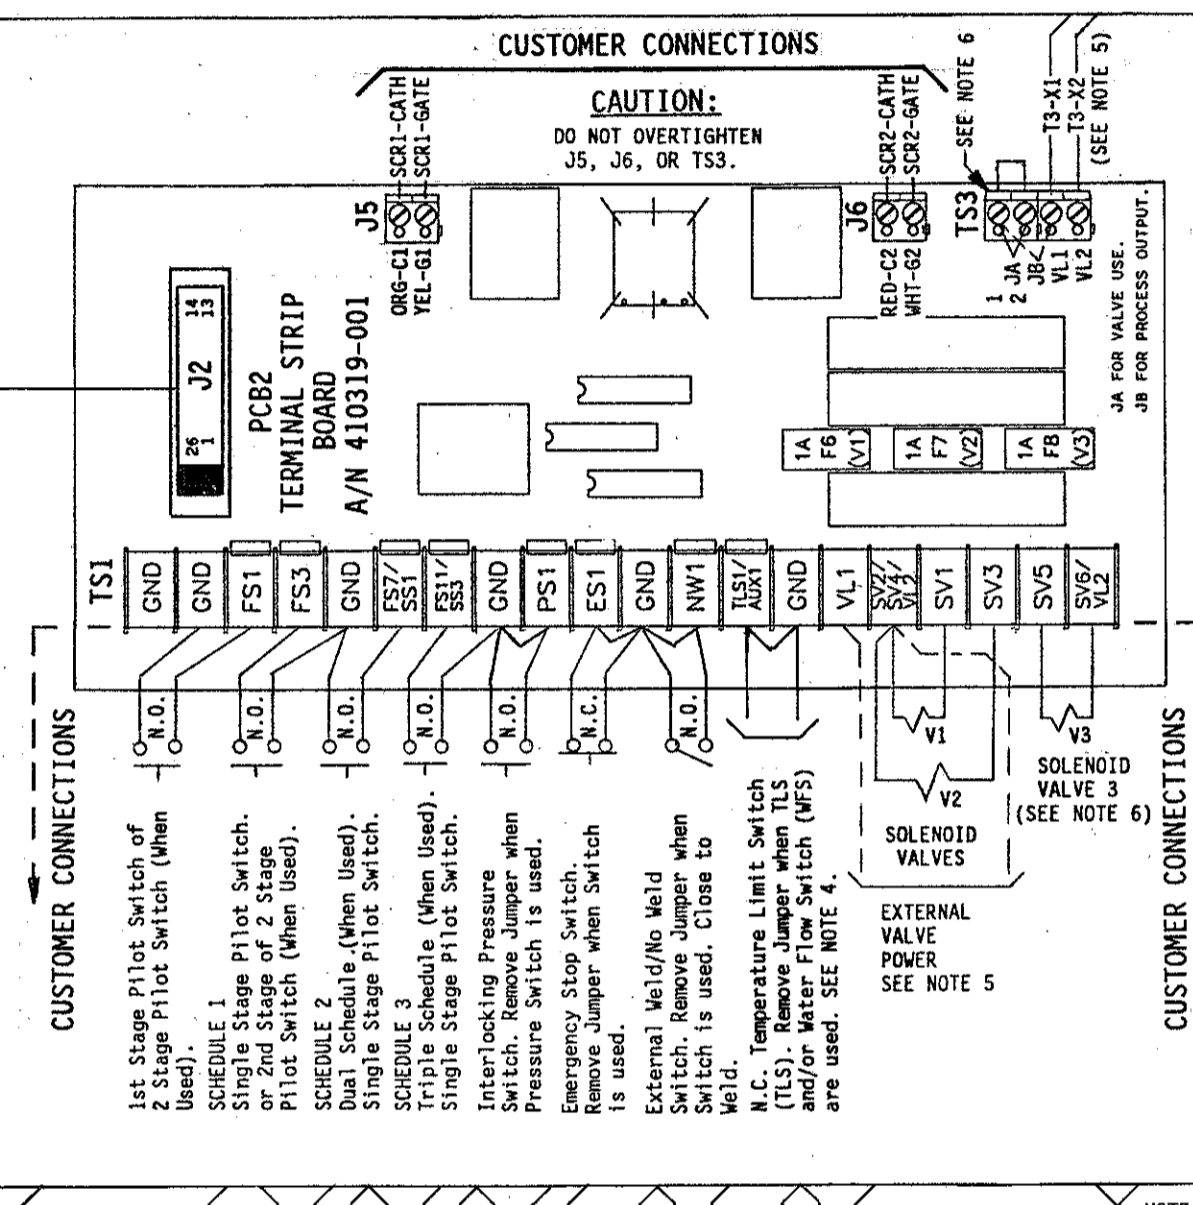 CUSTOMER CONNECTIONS
CAUTION:
DO NOT OVERTIGHTEN
J5, J6, OR TS3.
SCR1-CATH
SCR1-GATE
SCR2-CATH
SCR2-GATE
SEE NOTE 6
T3-X1
T3-X2
(SEE NOTE 5)
J5
ORG-C1
YEL-G1
J6
RED-C2
WHT-G2
TS3
1
2
JA
JB
VL1
VL2
JA FOR VALVE USE.
JB FOR PROCESS OUTPUT.
14
13
J2
26
1
PCB2
TERMINAL STRIP
BOARD
A/N 410319-001
1A
F6
(V1)
1A
F7
(V2)
1A
F8
(V3)
TS1
GND
GND
FS1
FS3
GND
FS7/
SS1
FS11/
SS3
GND
PS1
ES1
GND
NW1
TLS1/
AUX1
GND
VL1
SV2/
SV4/
VL2
SV1
SV3
SV5
SV6/
VL2
N.O.
N.O.
N.O.
N.O.
N.O.
N.C.
N.O.
V1
V2
V3
SOLENOID
VALVES
SOLENOID
VALVE 3
(SEE NOTE 6)
EXTERNAL
VALVE
POWER
SEE NOTE 5
CUSTOMER CONNECTIONS
1st Stage Pilot Switch of
2 Stage Pilot Switch (When
Used).
SCHEDULE 1
Single Stage Pilot Switch.
or 2nd Stage of 2 Stage
Pilot Switch (When Used).
SCHEDULE 2
Dual Schedule.(When Used).
Single Stage Pilot Switch.
SCHEDULE 3
Triple Schedule (When Used).
Single Stage Pilot Switch.
Interlocking Pressure
Switch. Remove Jumper when
Pressure Switch is used.
Emergency Stop Switch.
Remove Jumper when Switch
is used.
External Weld/No Weld
Switch. Remove Jumper when
Switch is used. Close to
Weld.
N.C. Temperature Limit Switch
(TLS). Remove Jumper when TLS
and/or Water Flow Switch (WFS)
are used. SEE NOTE 4.
CUSTOMER CONNECTIONS